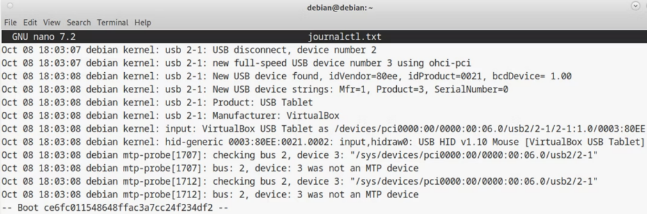 debian@debian: ~
File Edit View Search Terminal Help
GNU nano 7.2 journalctl.txt
Oct 08 18:03:07 debian kernel: usb 2-1: USB disconnect, device number 2
Oct 08 18:03:07 debian kernel: usb 2-1: new full-speed USB device number 3 using ohci-pci
Oct 08 18:03:08 debian kernel: usb 2-1: New USB device found, idVendor=80ee, idProduct=0021, bcdDevice= 1.00
Oct 08 18:03:08 debian kernel: usb 2-1: New USB device strings: Mfr=1, Product=3, SerialNumber=0
Oct 08 18:03:08 debian kernel: usb 2-1: Product: USB Tablet
Oct 08 18:03:08 debian kernel: usb 2-1: Manufacturer: VirtualBox
Oct 08 18:03:08 debian kernel: input: VirtualBox USB Tablet as /devices/pci0000:00/0000:00:06.0/usb2/2-1/2-1:1.0/0003:80EE
Oct 08 18:03:08 debian kernel: hid-generic 0003:80EE:0021.0002: input,hidraw0: USB HID v1.10 Mouse [VirtualBox USB Tablet]
Oct 08 18:03:08 debian mtp-probe[1707]: checking bus 2, device 3: "/sys/devices/pci0000:00/0000:00:06.0/usb2/2-1"
Oct 08 18:03:08 debian mtp-probe[1707]: bus: 2, device: 3 was not an MTP device
Oct 08 18:03:08 debian mtp-probe[1712]: checking bus 2, device 3: "/sys/devices/pci0000:00/0000:00:06.0/usb2/2-1"
Oct 08 18:03:08 debian mtp-probe[1712]: bus: 2, device: 3 was not an MTP device
-- Boot ce6fc011548648ffac3a7cc24f234df2 --